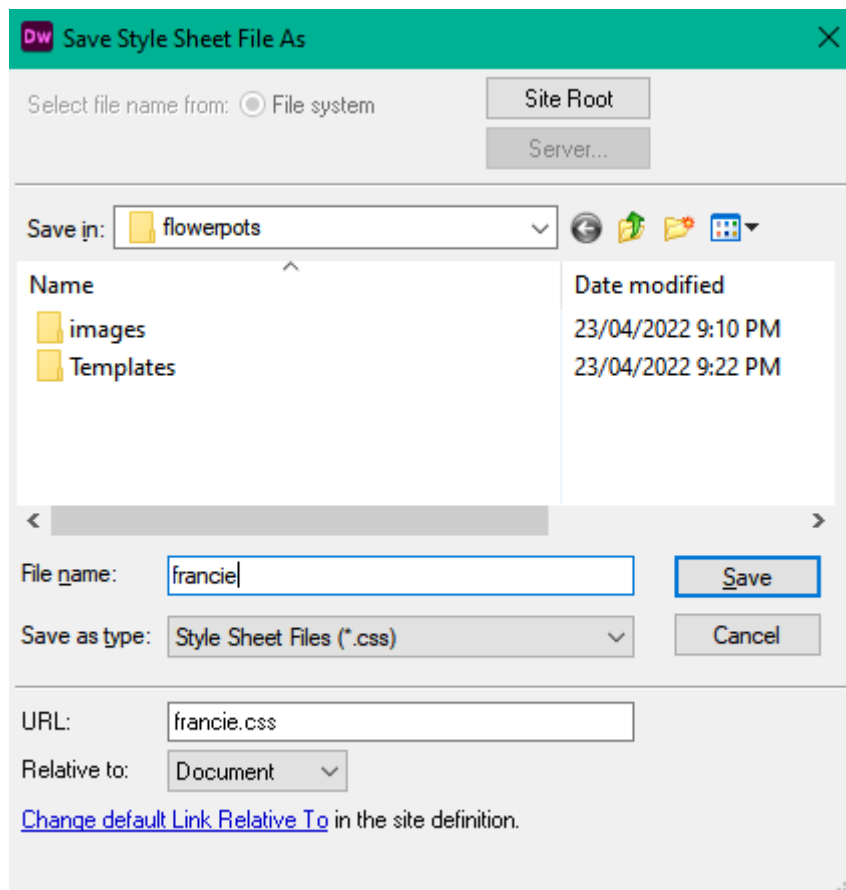 Dw Save Style Sheet File As
Select file name from: File system
Site Root
Server...
Save in: flowerpots
Name Date modified
images 23/04/2022 9:10 PM
Templates 23/04/2022 9:22 PM
File name: francie Save
Save as type: Style Sheet Files (*.css) Cancel
URL: francie.css
Relative to: Document
Change default Link Relative To in the site definition.